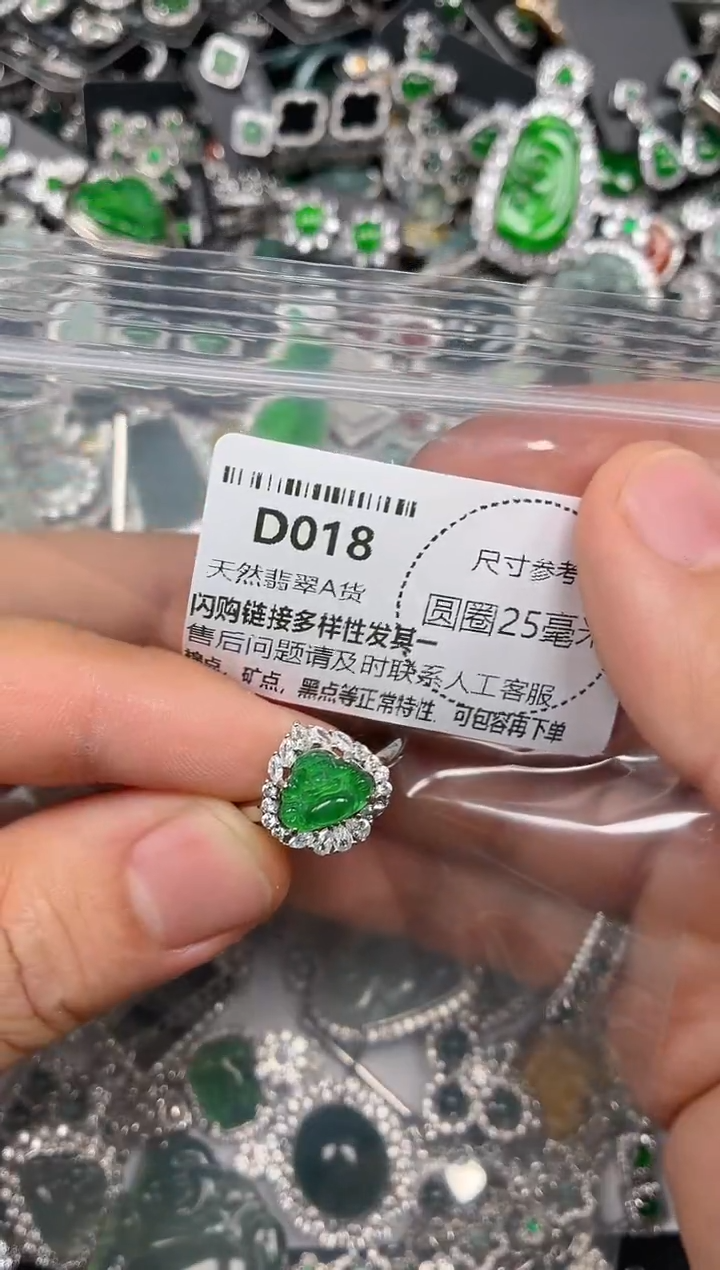 D018
天然翡翠A货
闪购链接多样性发其一
售后问题请及时联系人工客服
棉点，矿点，黑点等正常特性，可包容再下单
尺寸参考
圆圈25毫米